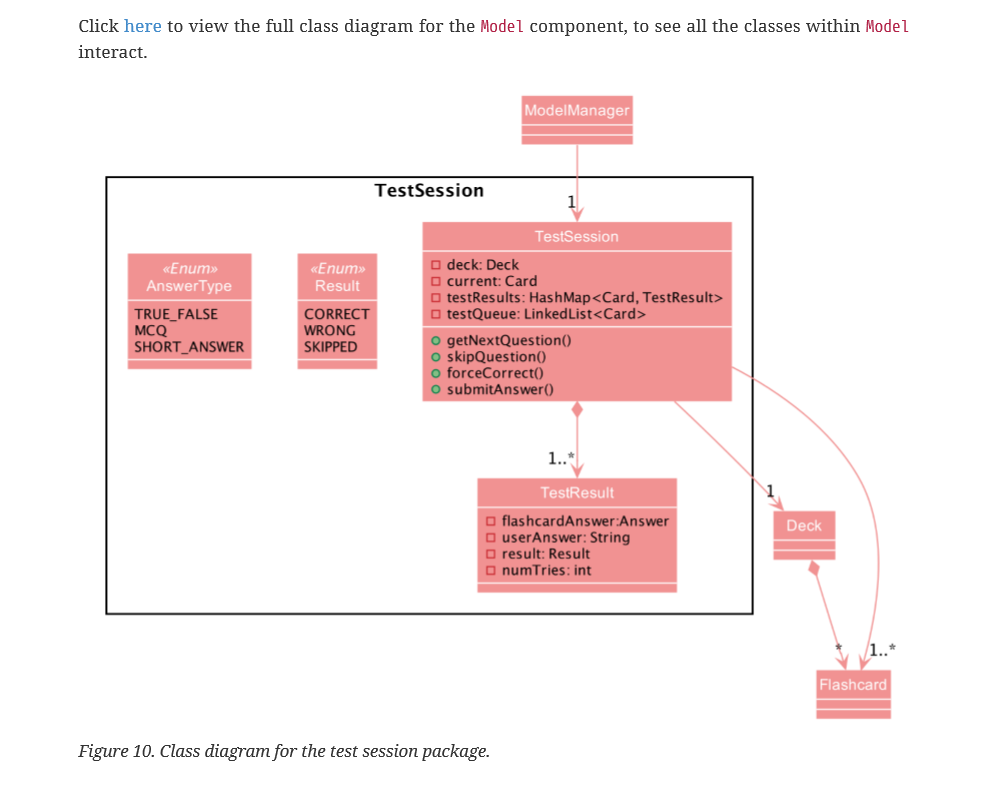 Click here to view the full class diagram for the Model component, to see all the classes within Model
interact.
ModelManager
TestSession
1
TestSession
deck: Deck
current: Card
testResults: HashMap<Card, TestResult>
testQueue: LinkedList<Card>
getNextQuestion()
skipQuestion()
forceCorrect()
submitAnswer()
«Enum»
AnswerType
TRUE_FALSE
MCQ
SHORT_ANSWER
«Enum»
Result
CORRECT
WRONG
SKIPPED
1..*
TestResult
flashcardAnswer:Answer
userAnswer: String
result: Result
numTries: int
1
Deck
*
1..*
Flashcard
Figure 10. Class diagram for the test session package.